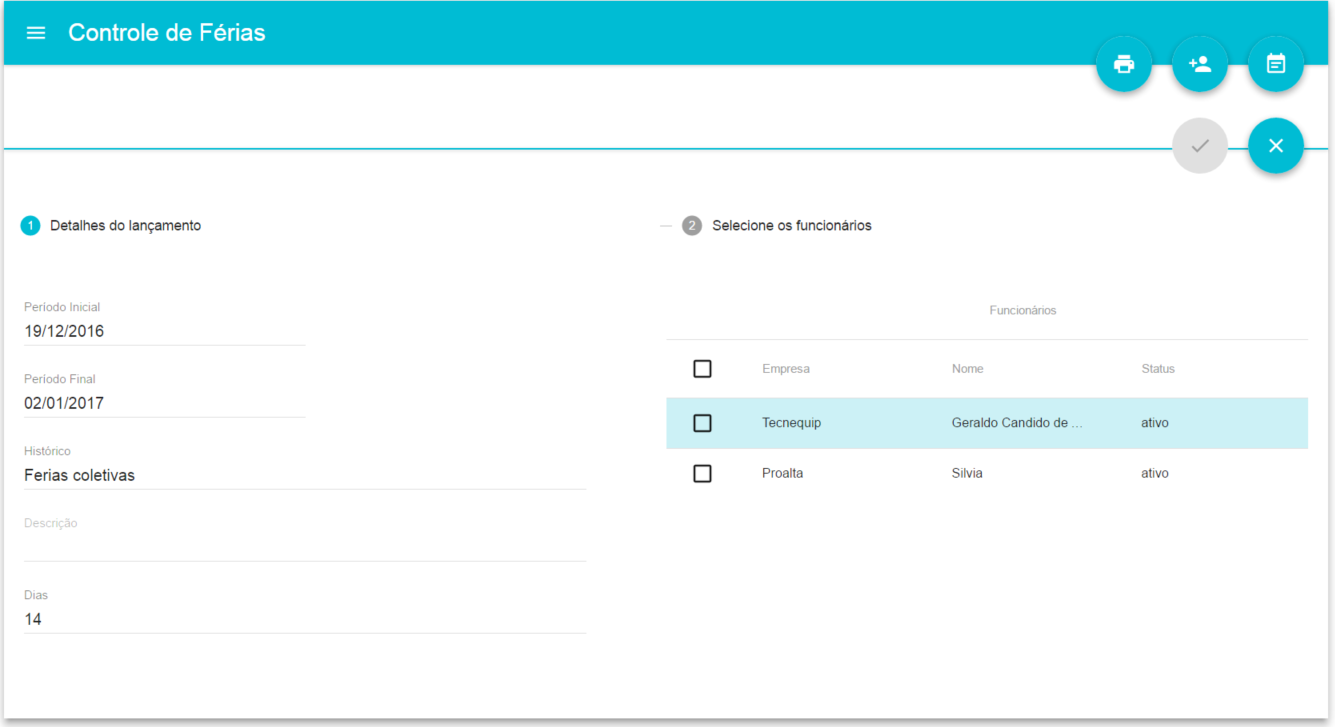 Controle de Férias
1 Detalhes do lançamento
2 Selecione os funcionários
Período Inicial
19/12/2016
Período Final
02/01/2017
Histórico
Ferias coletivas
Descrição
Dias
14
Funcionários
Empresa Nome Status
Tecnequip Geraldo Candido de ... ativo
Proalta Silvia ativo